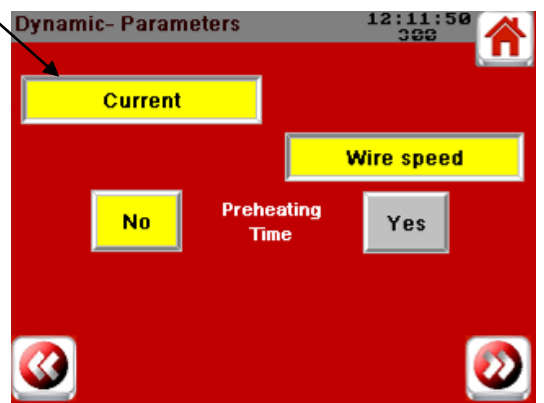 Dynamic- Parameters
12:11:50
Current
Wire speed
No
Preheating
Time
Yes